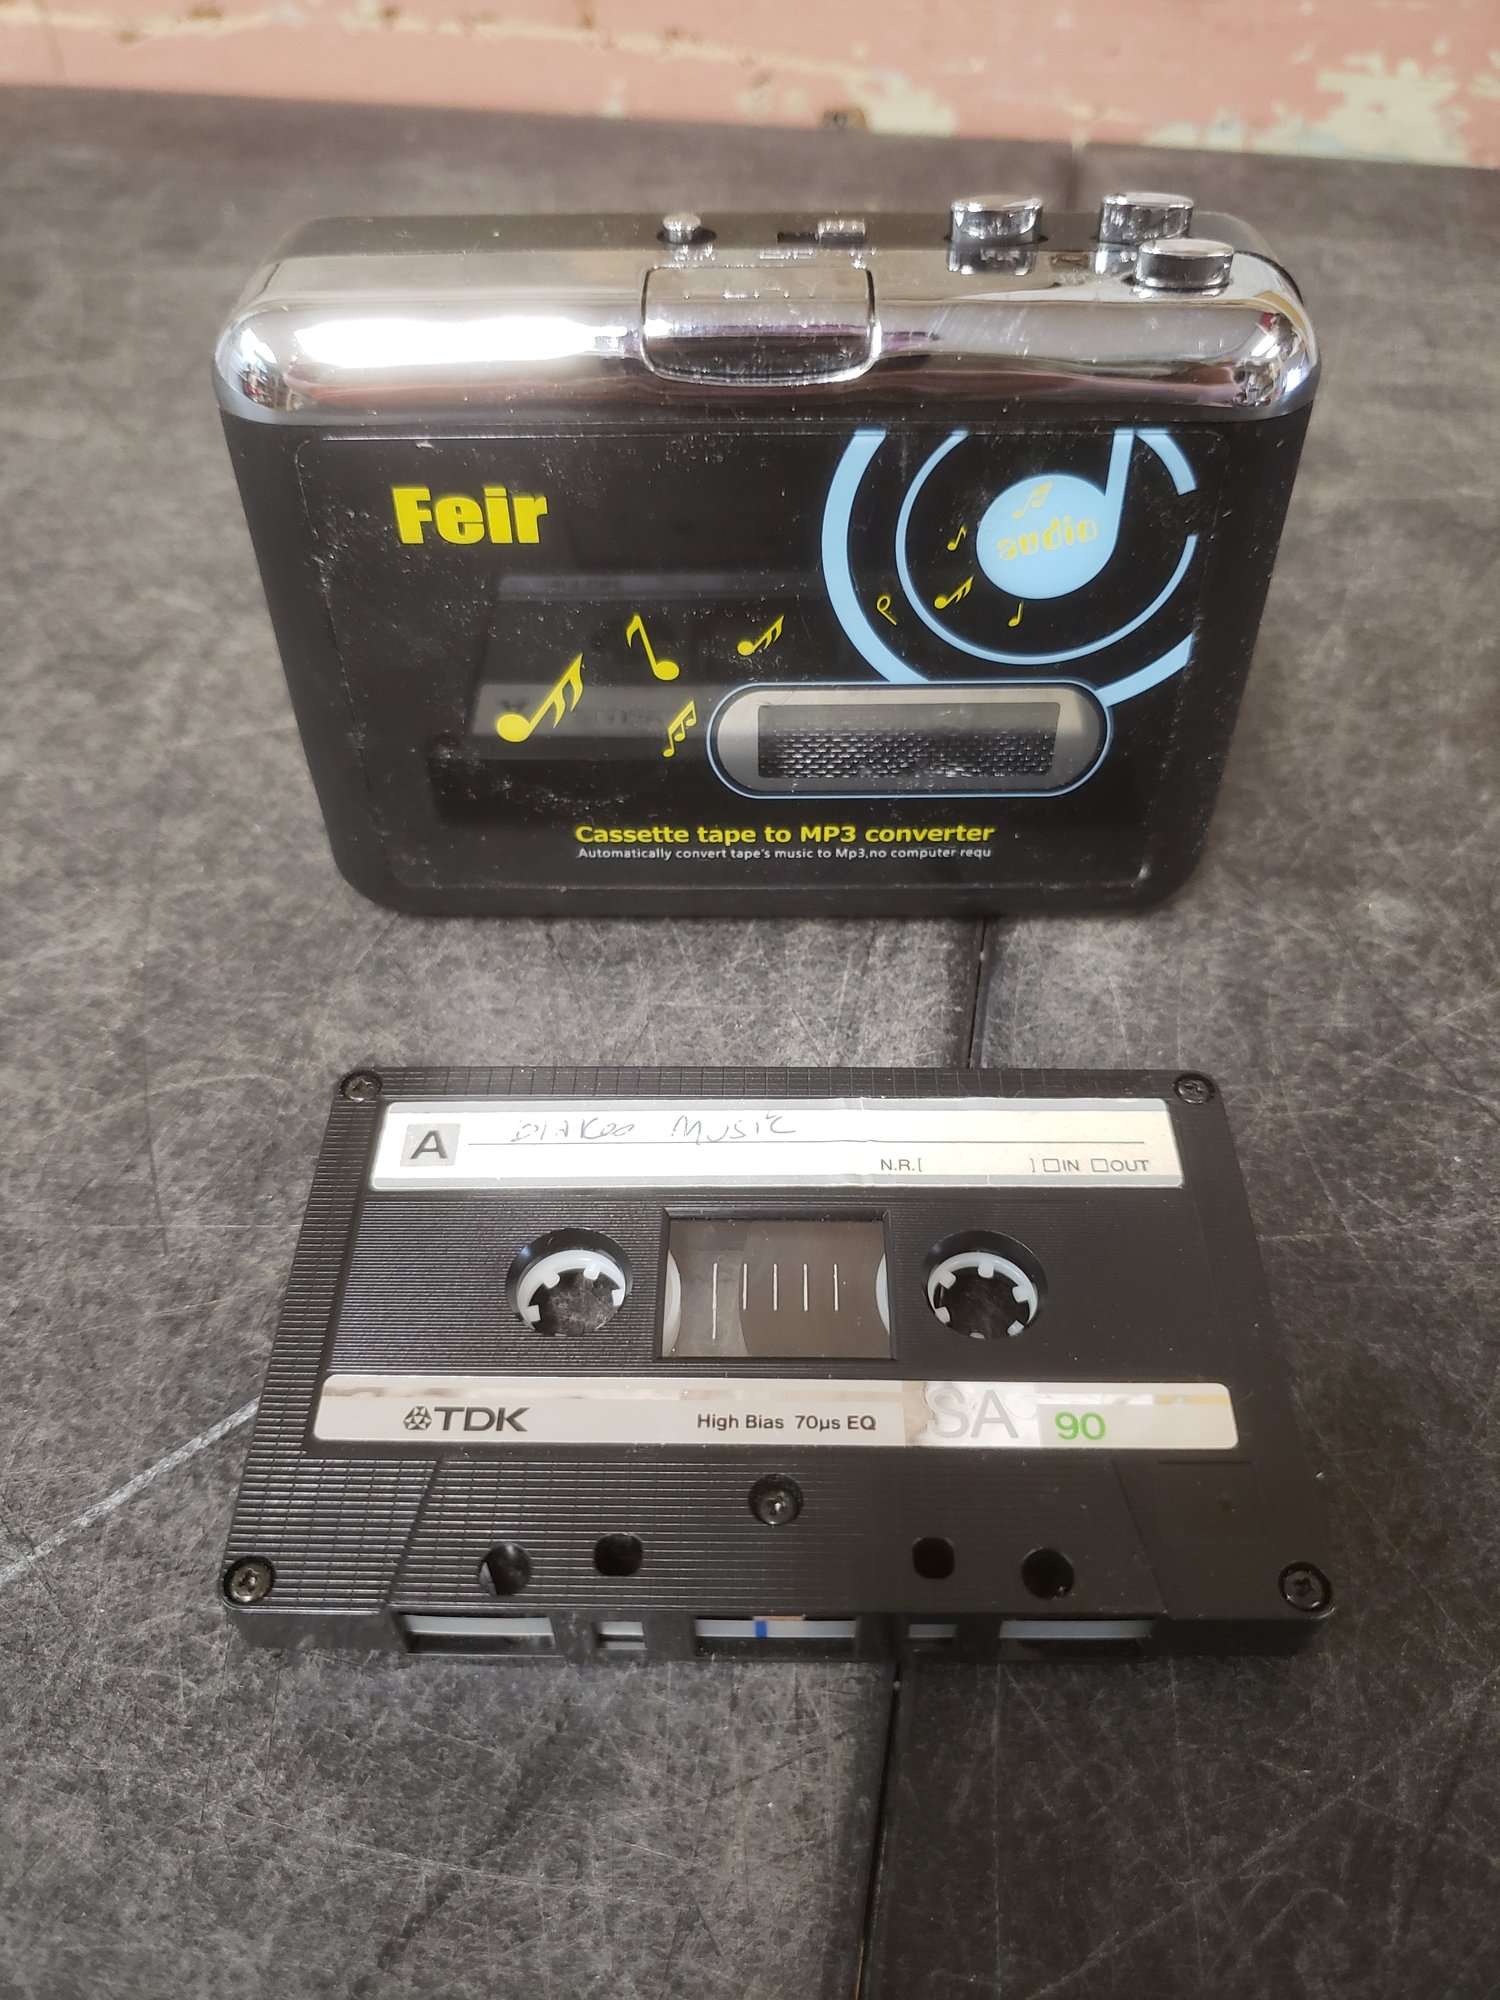 Feir
audio
Cassette tape to MP3 converter
Automatically convert tape's music to Mp3,no computer requ
A Music
N.R.[ ] IN OUT
TDK High Bias 70µs EQ SA 90